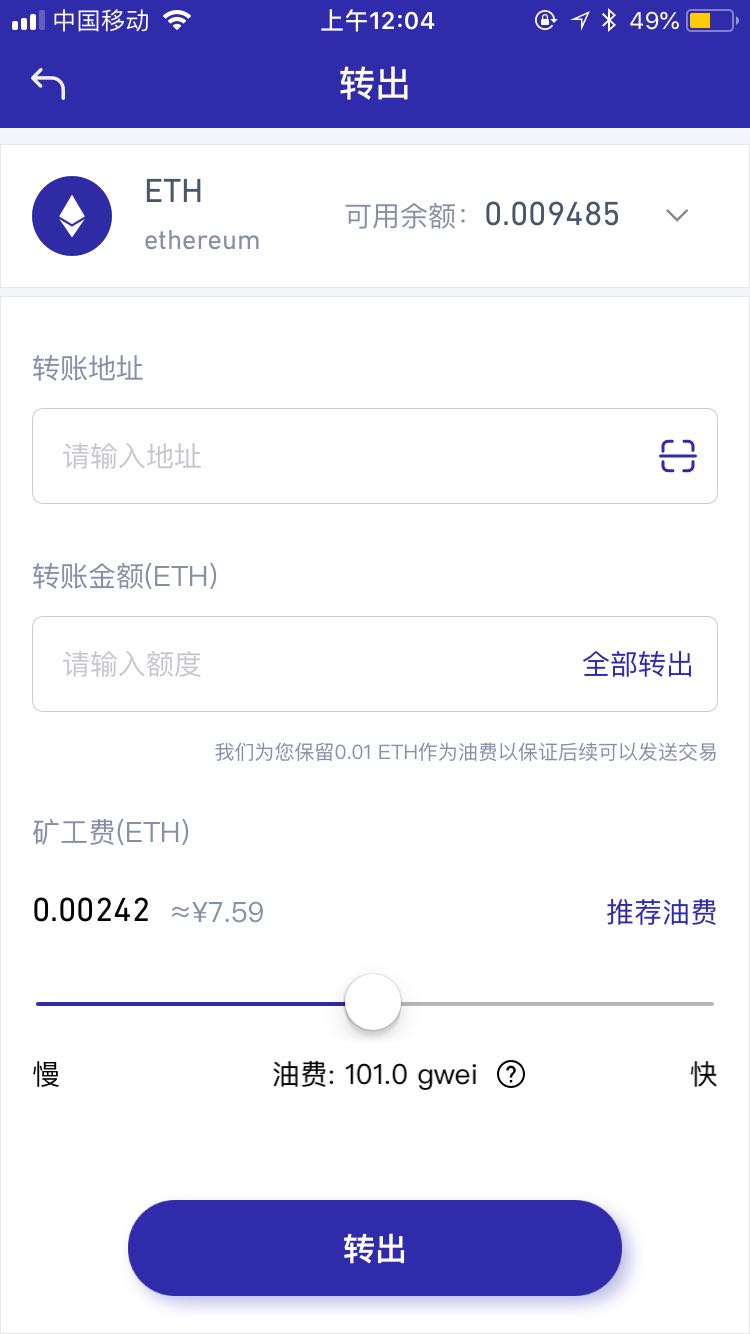 中国移动 上午12:04 49%
转出
ETH
ethereum
可用余额: 0.009485
转账地址
请输入地址
转账金额(ETH)
请输入额度 全部转出
我们为您保留0.01 ETH作为油费以保证后续可以发送交易
矿工费(ETH)
0.00242 ≈¥7.59 推荐油费
慢 油费: 101.0 gwei ? 快
转出